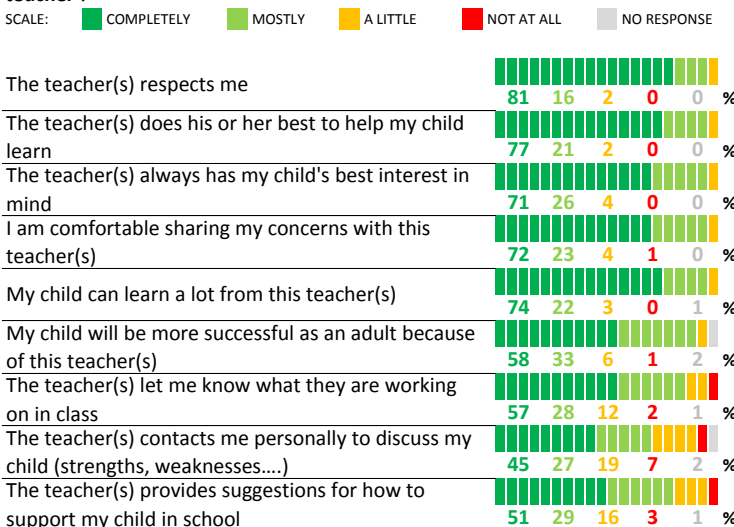 SCALE: COMPLETELY MOSTLY A LITTLE NOT AT ALL NO RESPONSE
The teacher(s) respects me
81 16 2 0 0 %
The teacher(s) does his or her best to help my child
learn
77 21 2 0 0 %
The teacher(s) always has my child's best interest in
mind
71 26 4 0 0 %
I am comfortable sharing my concerns with this
teacher(s)
72 23 4 1 0 %
My child can learn a lot from this teacher(s)
74 22 3 0 1 %
My child will be more successful as an adult because
of this teacher(s)
58 33 6 1 2 %
The teacher(s) let me know what they are working
on in class
57 28 12 2 1 %
The teacher(s) contacts me personally to discuss my
child (strengths, weaknesses....)
45 27 19 7 2 %
The teacher(s) provides suggestions for how to
support my child in school
51 29 16 3 1 %